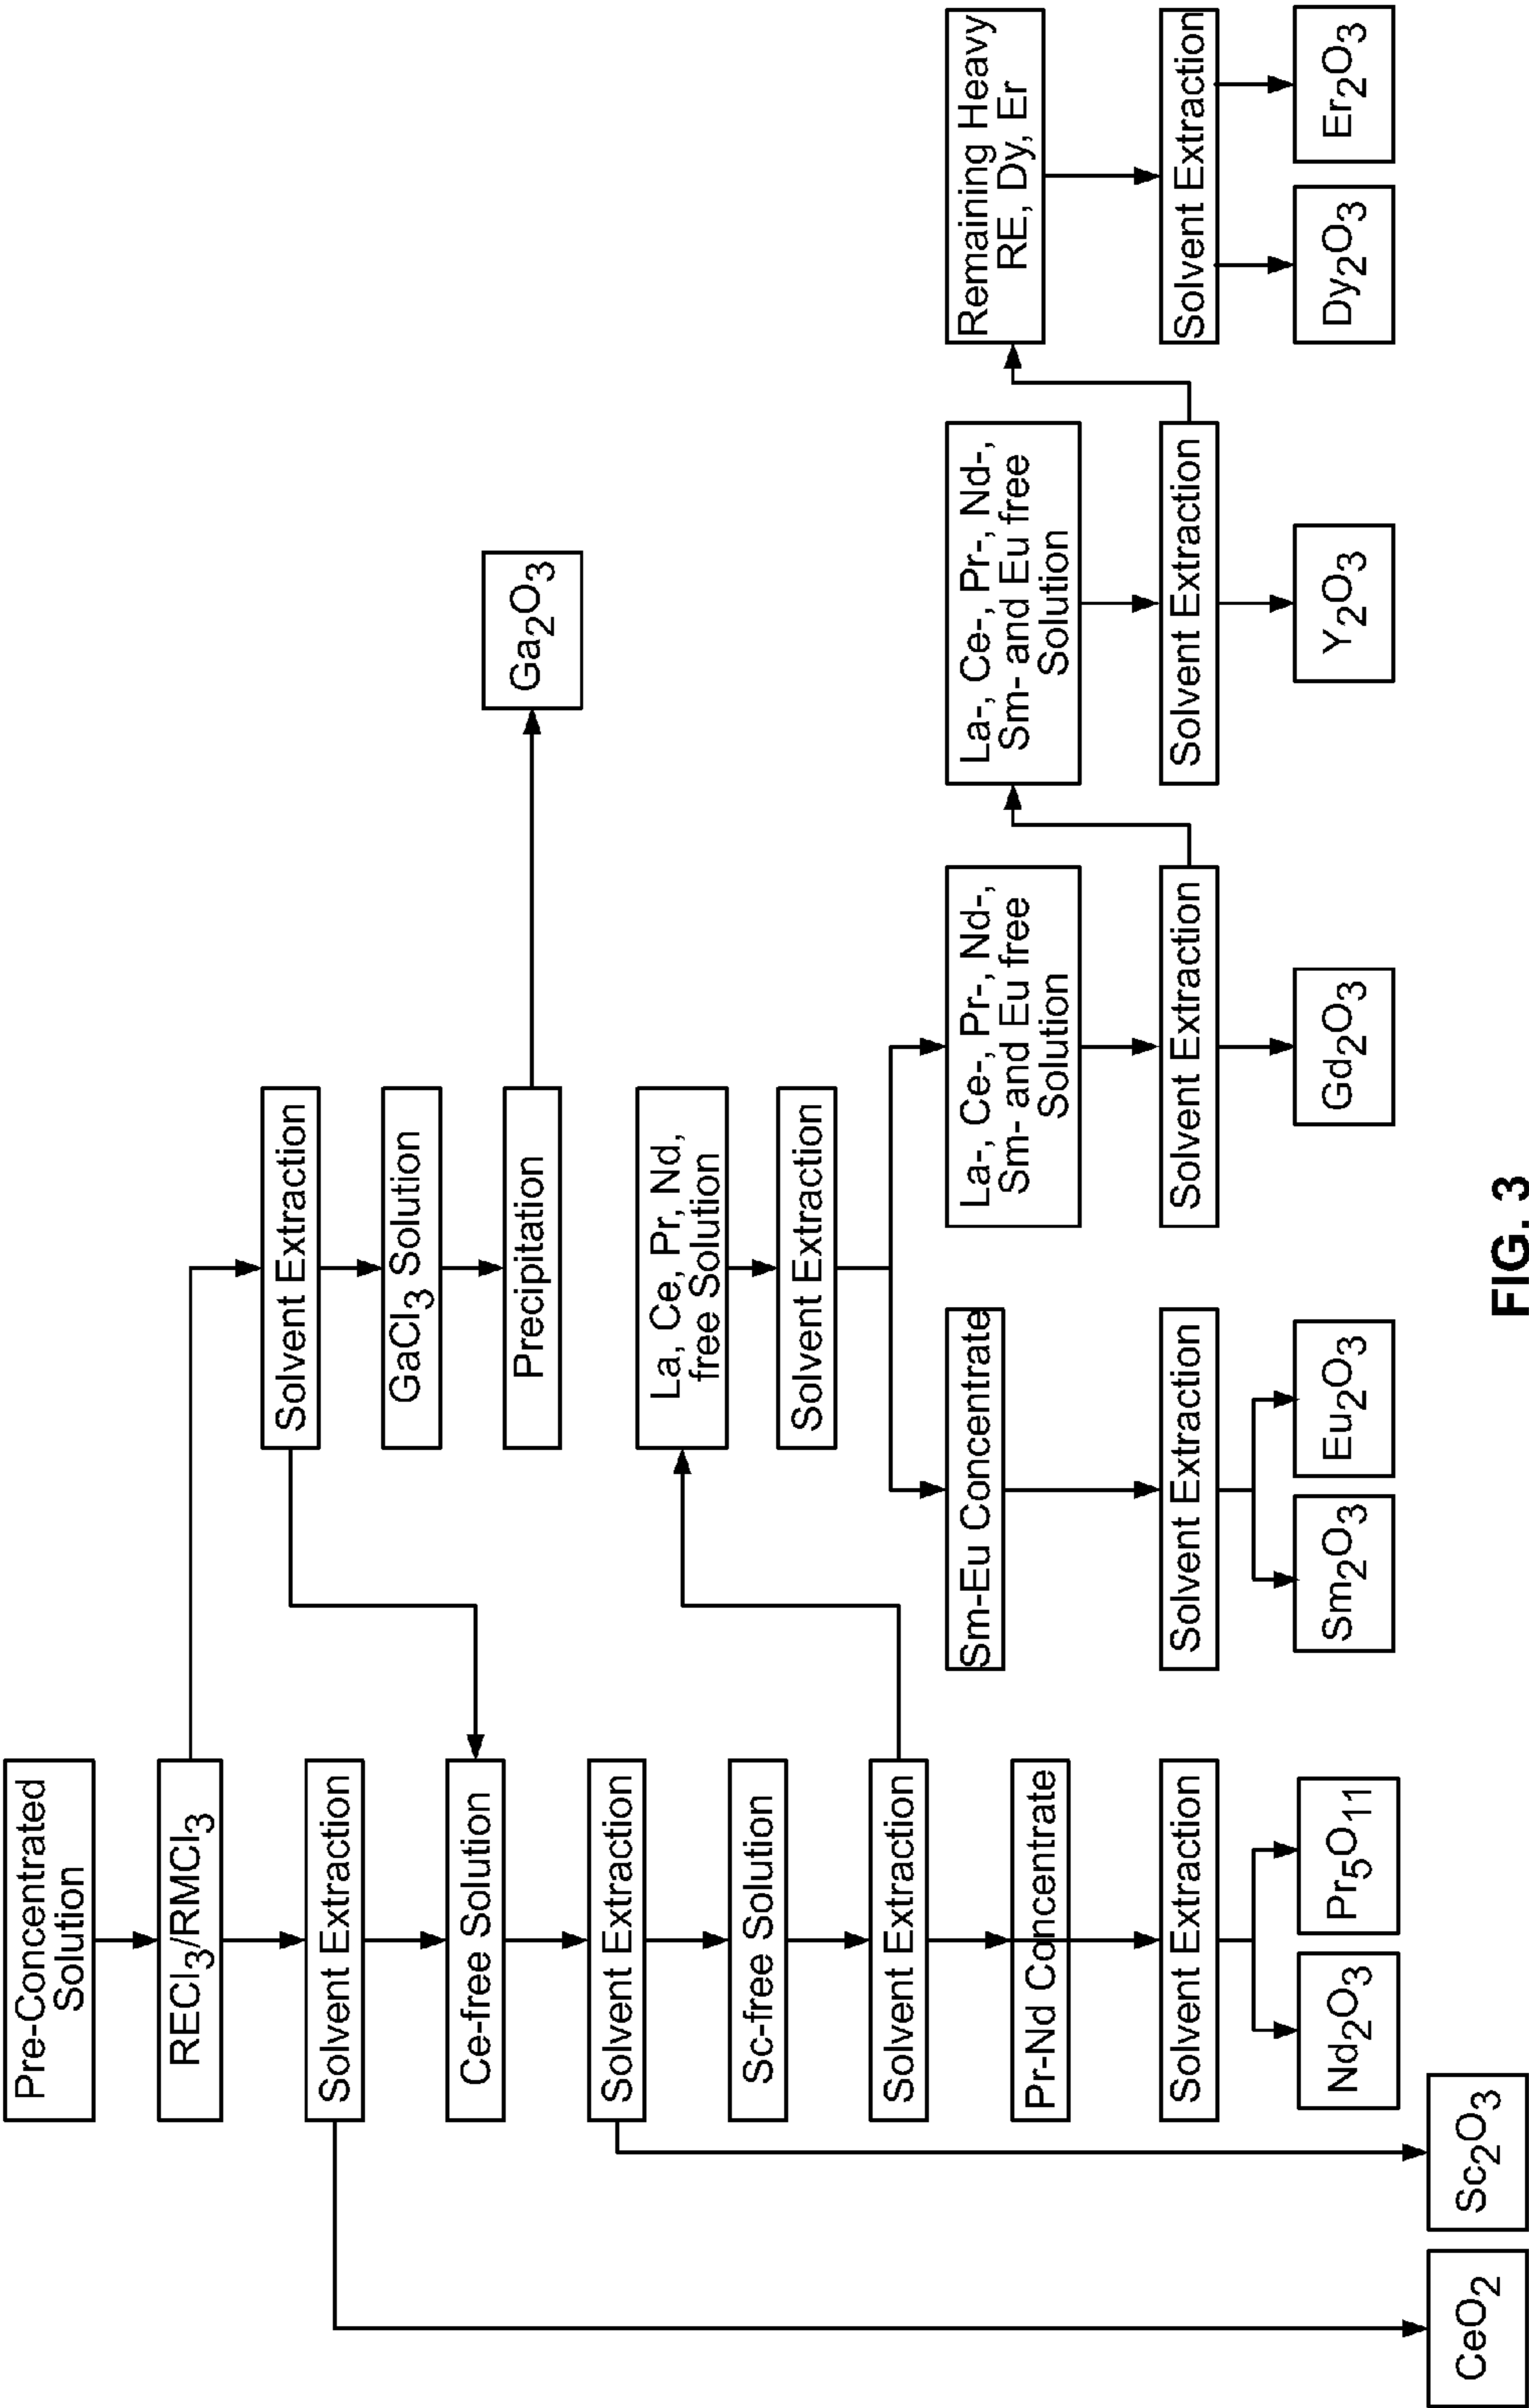 Pre-Concentrated
Solution
RECl3/RMCl3
Solvent Extraction
Ce-free Solution
Solvent Extraction
Sc-free Solution
Solvent Extraction
Pr-Nd Concentrate
Solvent Extraction
Nd2O3
Pr5O11
CeO2
Sc2O3
Solvent Extraction
GaCl3 Solution
Precipitation
Ga2O3
La, Ce, Pr, Nd,
free Solution
Solvent Extraction
Sm-Eu Concentrate
Solvent Extraction
Sm2O3
Eu2O3
La-, Ce-, Pr-, Nd-,
Sm- and Eu free
Solution
Solvent Extraction
Gd2O3
La-, Ce-, Pr-, Nd-,
Sm- and Eu free
Solution
Solvent Extraction
Y2O3
Remaining Heavy
RE, Dy, Er
Solvent Extraction
Dy2O3
Er2O3
FIG. 3